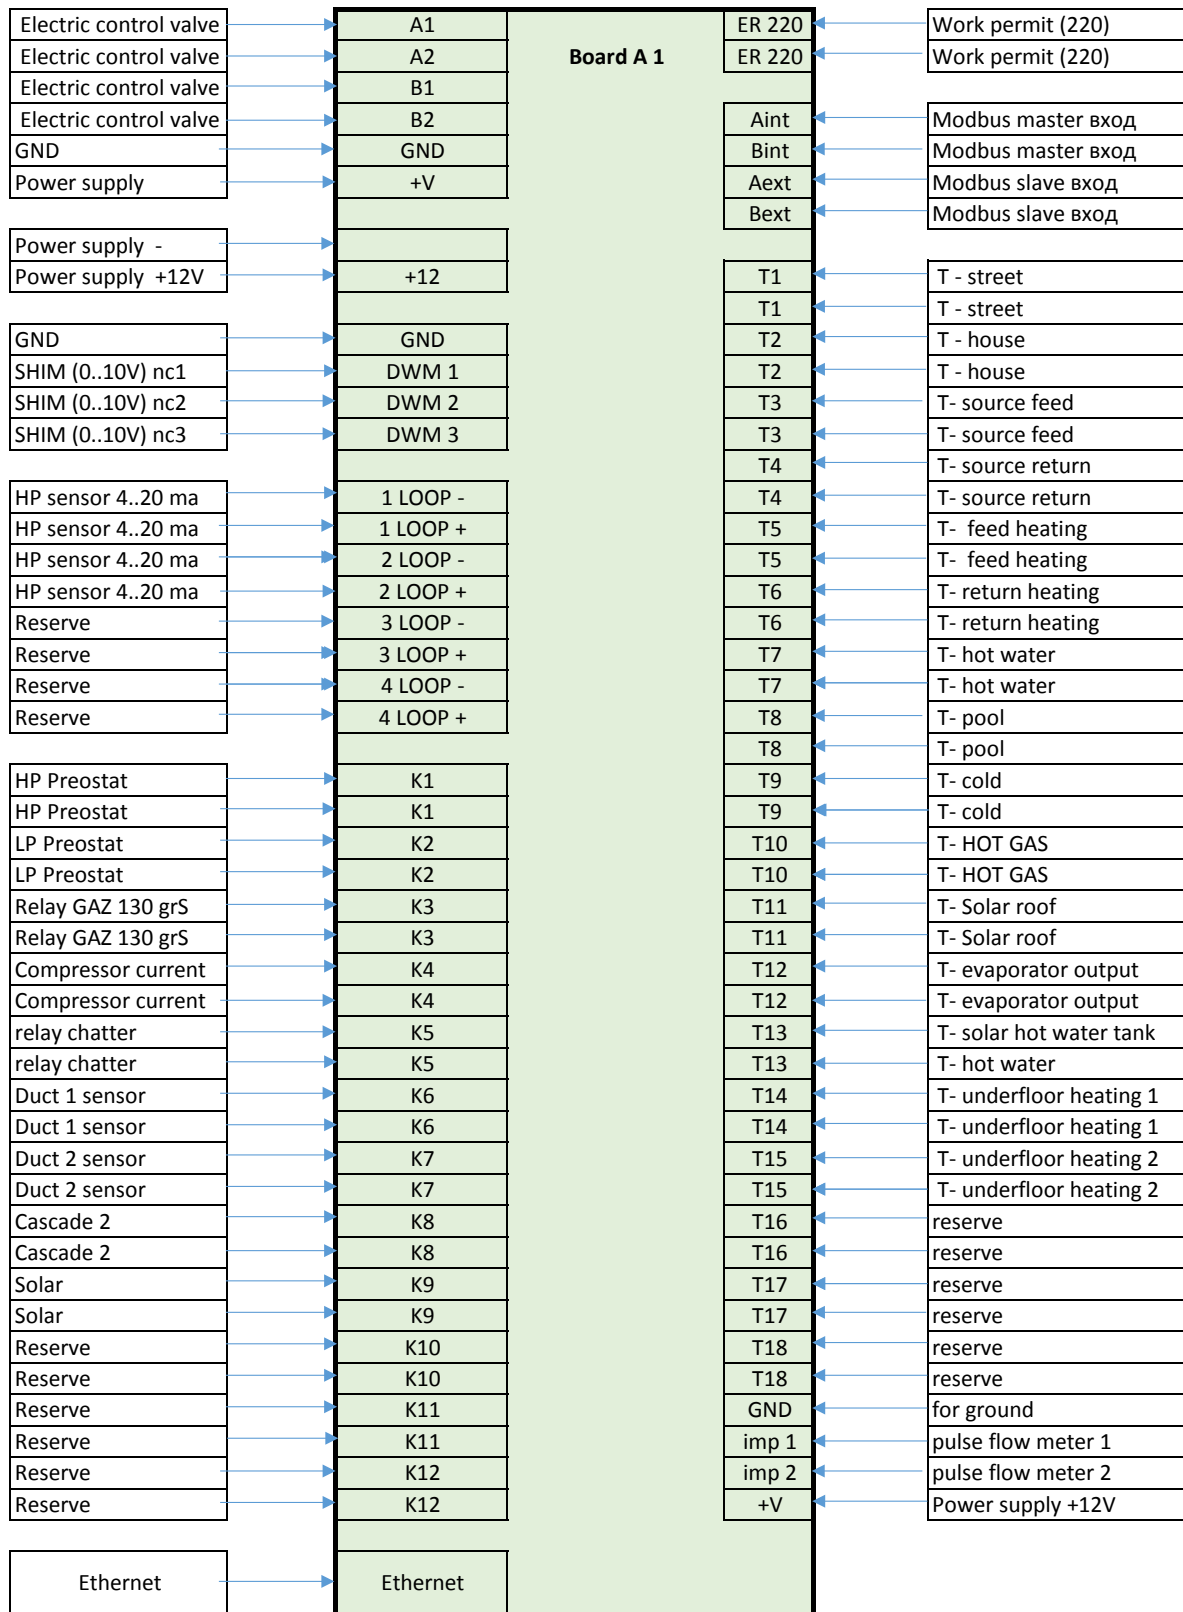 Electric control valve A1 Board A 1 ER 220 Work permit (220)
Electric control valve A2 ER 220 Work permit (220)
Electric control valve B1
Electric control valve B2 Aint Modbus master вход
GND GND Bint Modbus master вход
Power supply +V Aext Modbus slave вход
Bext Modbus slave вход
Power supply -
Power supply +12V +12 T1 T - street
T1 T - street
GND GND T2 T - house
SHIM (0..10V) nc1 DWM 1 T2 T - house
SHIM (0..10V) nc2 DWM 2 T3 T- source feed
SHIM (0..10V) nc3 DWM 3 T3 T- source feed
T4 T- source return
HP sensor 4..20 ma 1 LOOP - T4 T- source return
HP sensor 4..20 ma 1 LOOP + T5 T- feed heating
HP sensor 4..20 ma 2 LOOP - T5 T- feed heating
HP sensor 4..20 ma 2 LOOP + T6 T- return heating
Reserve 3 LOOP - T6 T- return heating
Reserve 3 LOOP + T7 T- hot water
Reserve 4 LOOP - T7 T- hot water
Reserve 4 LOOP + T8 T- pool
T8 T- pool
HP Preostat K1 T9 T- cold
HP Preostat K1 T9 T- cold
LP Preostat K2 T10 T- HOT GAS
LP Preostat K2 T10 T- HOT GAS
Relay GAZ 130 grS K3 T11 T- Solar roof
Relay GAZ 130 grS K3 T11 T- Solar roof
Compressor current K4 T12 T- evaporator output
Compressor current K4 T12 T- evaporator output
relay chatter K5 T13 T- solar hot water tank
relay chatter K5 T13 T- hot water
Duct 1 sensor K6 T14 T- underfloor heating 1
Duct 1 sensor K6 T14 T- underfloor heating 1
Duct 2 sensor K7 T15 T- underfloor heating 2
Duct 2 sensor K7 T15 T- underfloor heating 2
Cascade 2 K8 T16 reserve
Cascade 2 K8 T16 reserve
Solar K9 T17 reserve
Solar K9 T17 reserve
Reserve K10 T18 reserve
Reserve K10 T18 reserve
Reserve K11 GND for ground
Reserve K11 imp 1 pulse flow meter 1
Reserve K12 imp 2 pulse flow meter 2
Reserve K12 +V Power supply +12V
Ethernet Ethernet